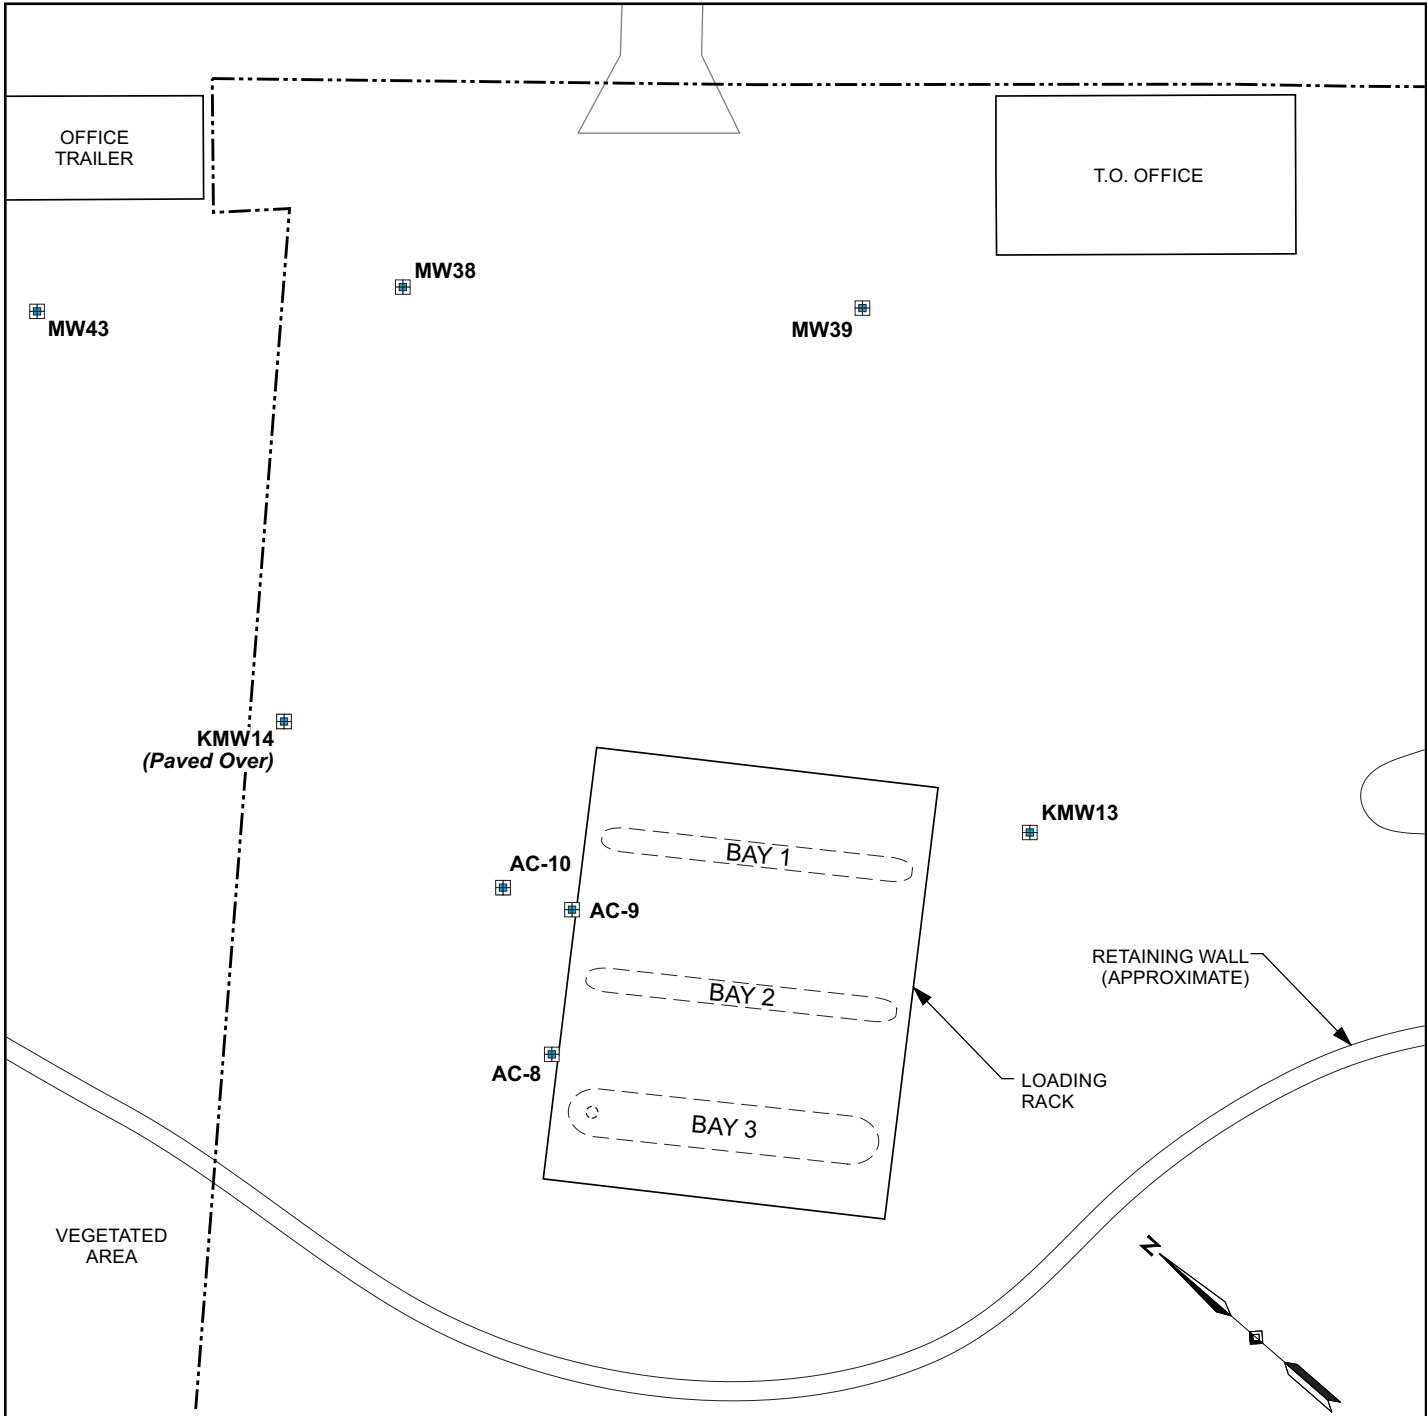 OFFICE
TRAILER
T.O. OFFICE
MW38
MW43
MW39
KMW14
(Paved Over)
KMW13
BAY 1
AC-10
AC-9
RETAINING WALL
(APPROXIMATE)
BAY 2
AC-8
LOADING
RACK
BAY 3
VEGETATED
AREA
N